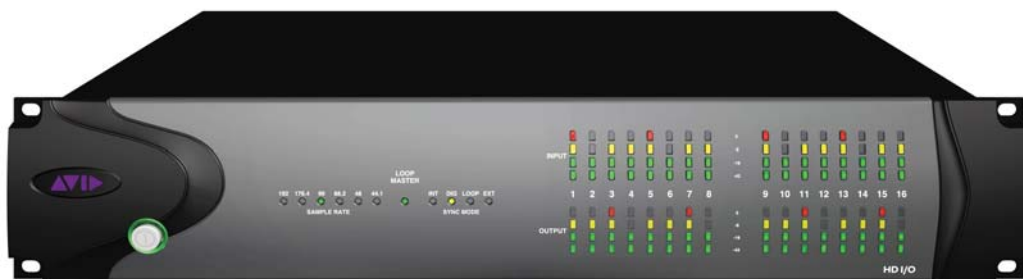 AVID
LOOP
MASTER
192 176.4 96 88.2 48 44.1
INT DIG LOOP EXT
SAMPLE RATE
SYNC MODE
INPUT
1 2 3 4 5 6 7 8
9 10 11 12 13 14 15 16
OUTPUT
HD I/O